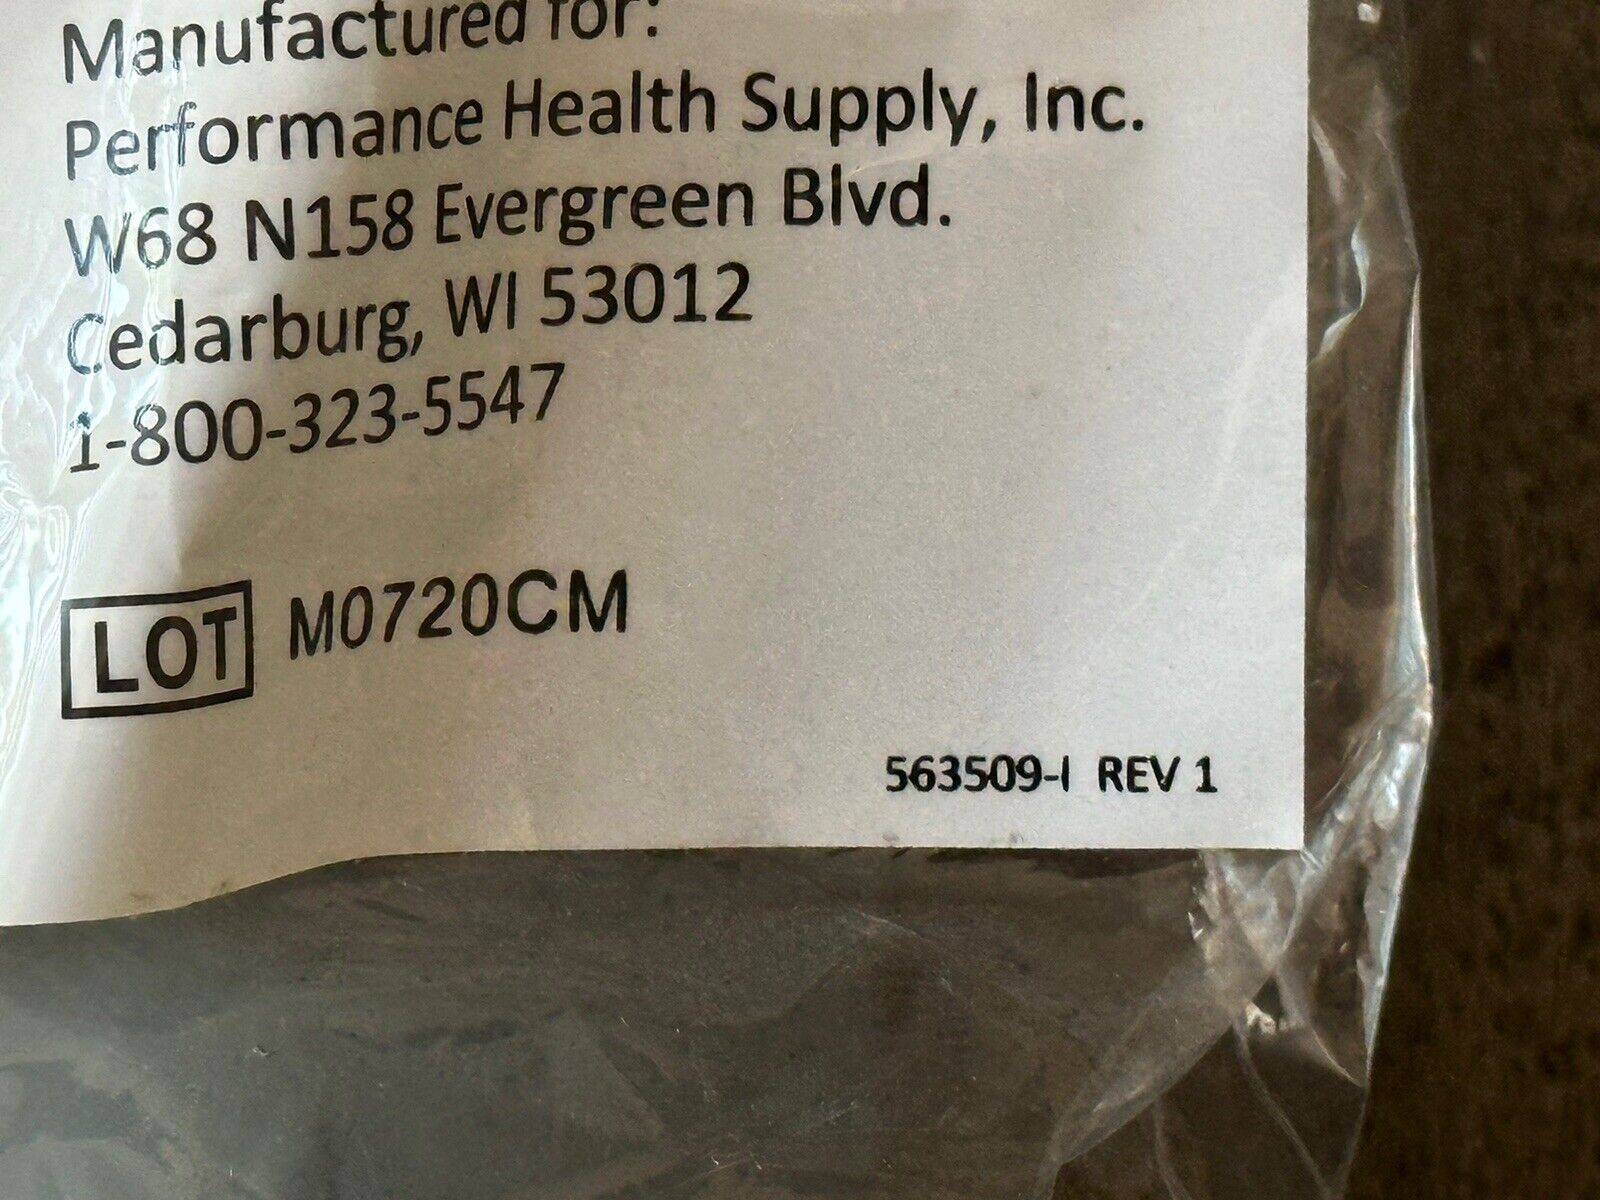 Manufactured for:
Performance Health Supply, Inc.
W68 N158 Evergreen Blvd.
Cedarburg, WI 53012
1-800-323-5547
LOT M0720CM
563509-I REV 1